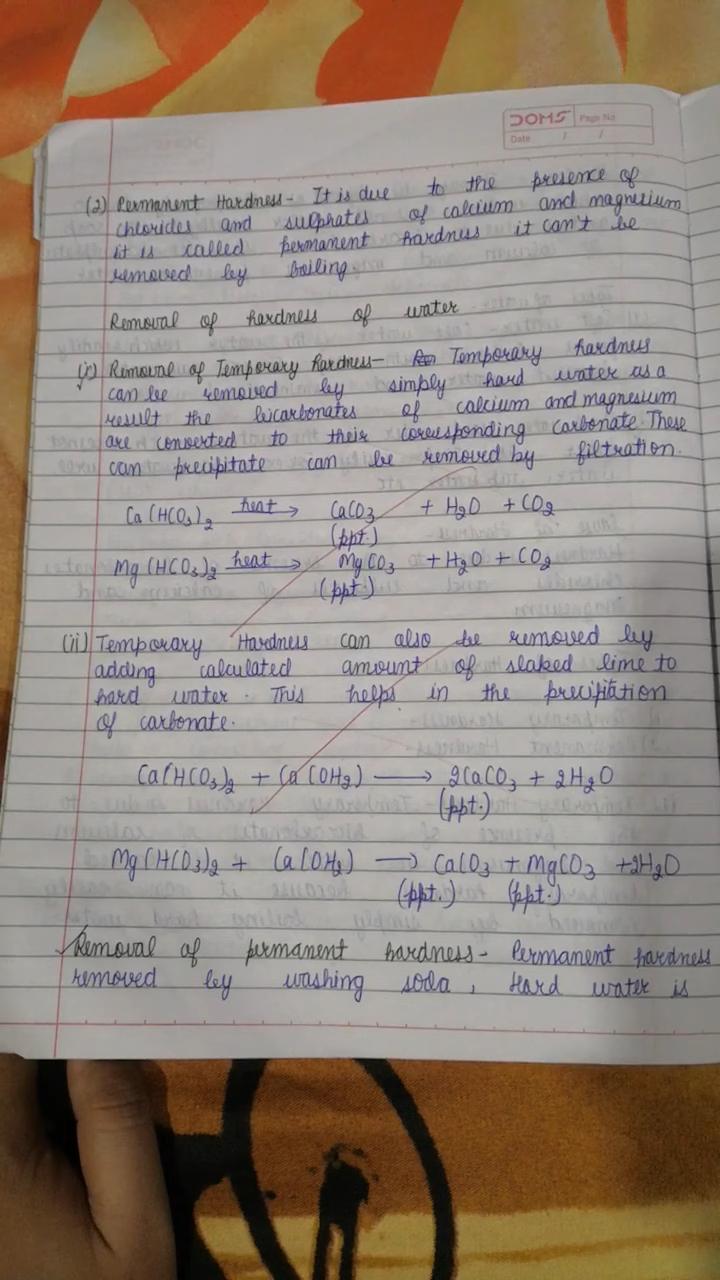 DOMS Page No
Date / /
(2) Permanent Hardness - It is due to the presence of
chlorides and sulphates of calcium and magnesium
it is called permanent hardness it can't be
removed by boiling
Removal of hardness of water
(i) Removal of Temporary hardness - Temporary hardnes
can be removed by simply hard water as a
result the bicarbonates of calcium and magnesium
are converted to their corresponding carbonate. These
can precipitate can be removed by filtration.
Ca(HCO3)2 heat → CaCO3 + H2O + CO2
(ppt.)
Mg(HCO3)2 heat → MgCO3 + H2O + CO2
(ppt.)
(ii) Temporary Hardness can also be removed by
adding calculated amount of slaked lime to
hard water. This helps in the precipitation
of carbonate.
Ca(HCO3)2 + Ca(OH2) → 2CaCO3 + 2H2O
(ppt.)
Mg(HCO3)2 + Ca(OH2) → CaCO3 + MgCO3 + 2H2O
(ppt.) (ppt.)
Removal of permanent hardness - Permanent hardness
removed by washing soda, Hard water is